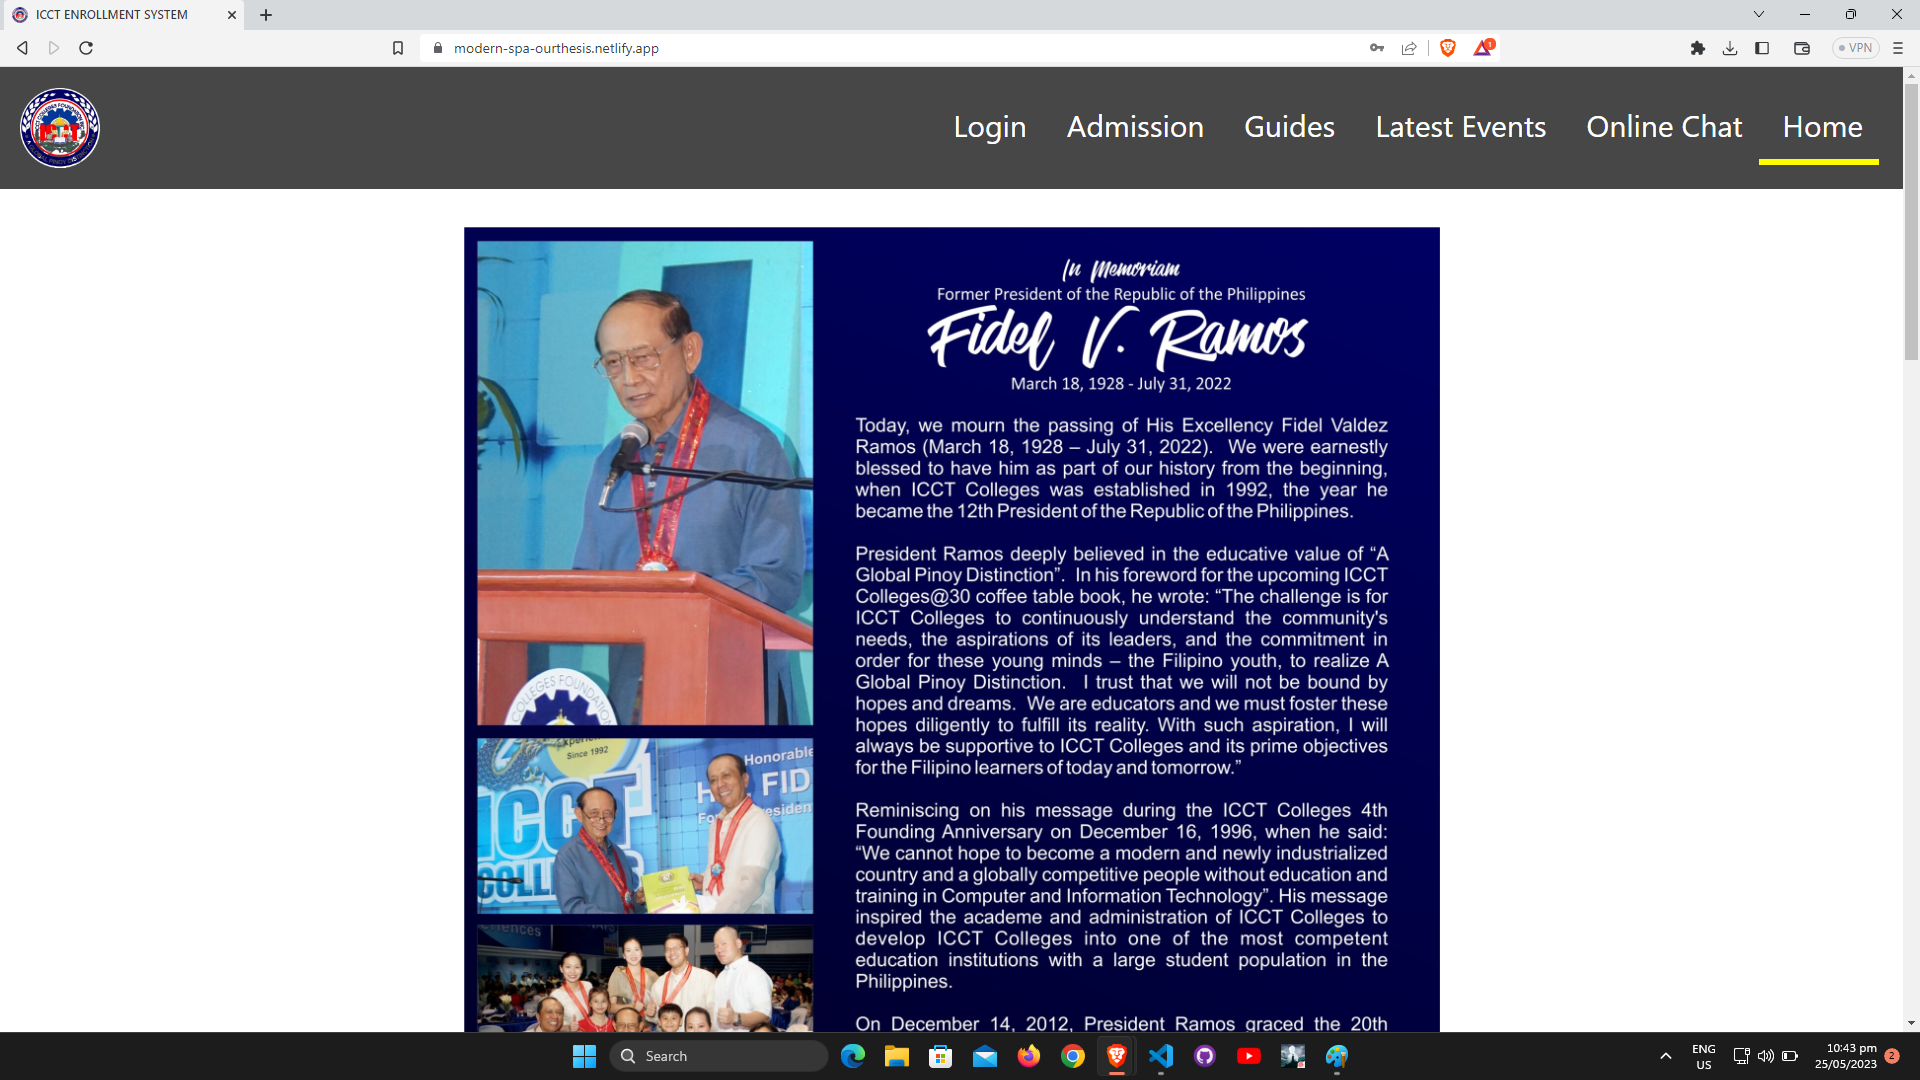 ICCT ENROLLMENT SYSTEM
modern-spa-ourthesis.netlify.app
1
VPN
Login Admission Guides Latest Events Online Chat Home
In Memoriam
Former President of the Republic of the Philippines
Fidel V. Ramos
March 18, 1928 - July 31, 2022
Today, we mourn the passing of His Excellency Fidel Valdez
Ramos (March 18, 1928 – July 31, 2022). We were earnestly
blessed to have him as part of our history from the beginning,
when ICCT Colleges was established in 1992, the year he
became the 12th President of the Republic of the Philippines.
President Ramos deeply believed in the educative value of “A
Global Pinoy Distinction”. In his foreword for the upcoming ICCT
Colleges@30 coffee table book, he wrote: “The challenge is for
ICCT Colleges to continuously understand the community's
needs, the aspirations of its leaders, and the commitment in
order for these young minds – the Filipino youth, to realize A
Global Pinoy Distinction. I trust that we will not be bound by
hopes and dreams. We are educators and we must foster these
hopes diligently to fulfill its reality. With such aspiration, I will
always be supportive to ICCT Colleges and its prime objectives
for the Filipino learners of today and tomorrow.”
Reminiscing on his message during the ICCT Colleges 4th
Founding Anniversary on December 16, 1996, when he said:
“We cannot hope to become a modern and newly industrialized
country and a globally competitive people without education and
training in Computer and Information Technology”. His message
inspired the academe and administration of ICCT Colleges to
develop ICCT Colleges into one of the most competent
education institutions with a large student population in the
Philippines.
On December 14, 2012, President Ramos graced the 20th
COLLEGES FOUNDATION
Since 1992
ICCT
Honorable
FID
Search
ENG
US
10:43 pm
25/05/2023
2